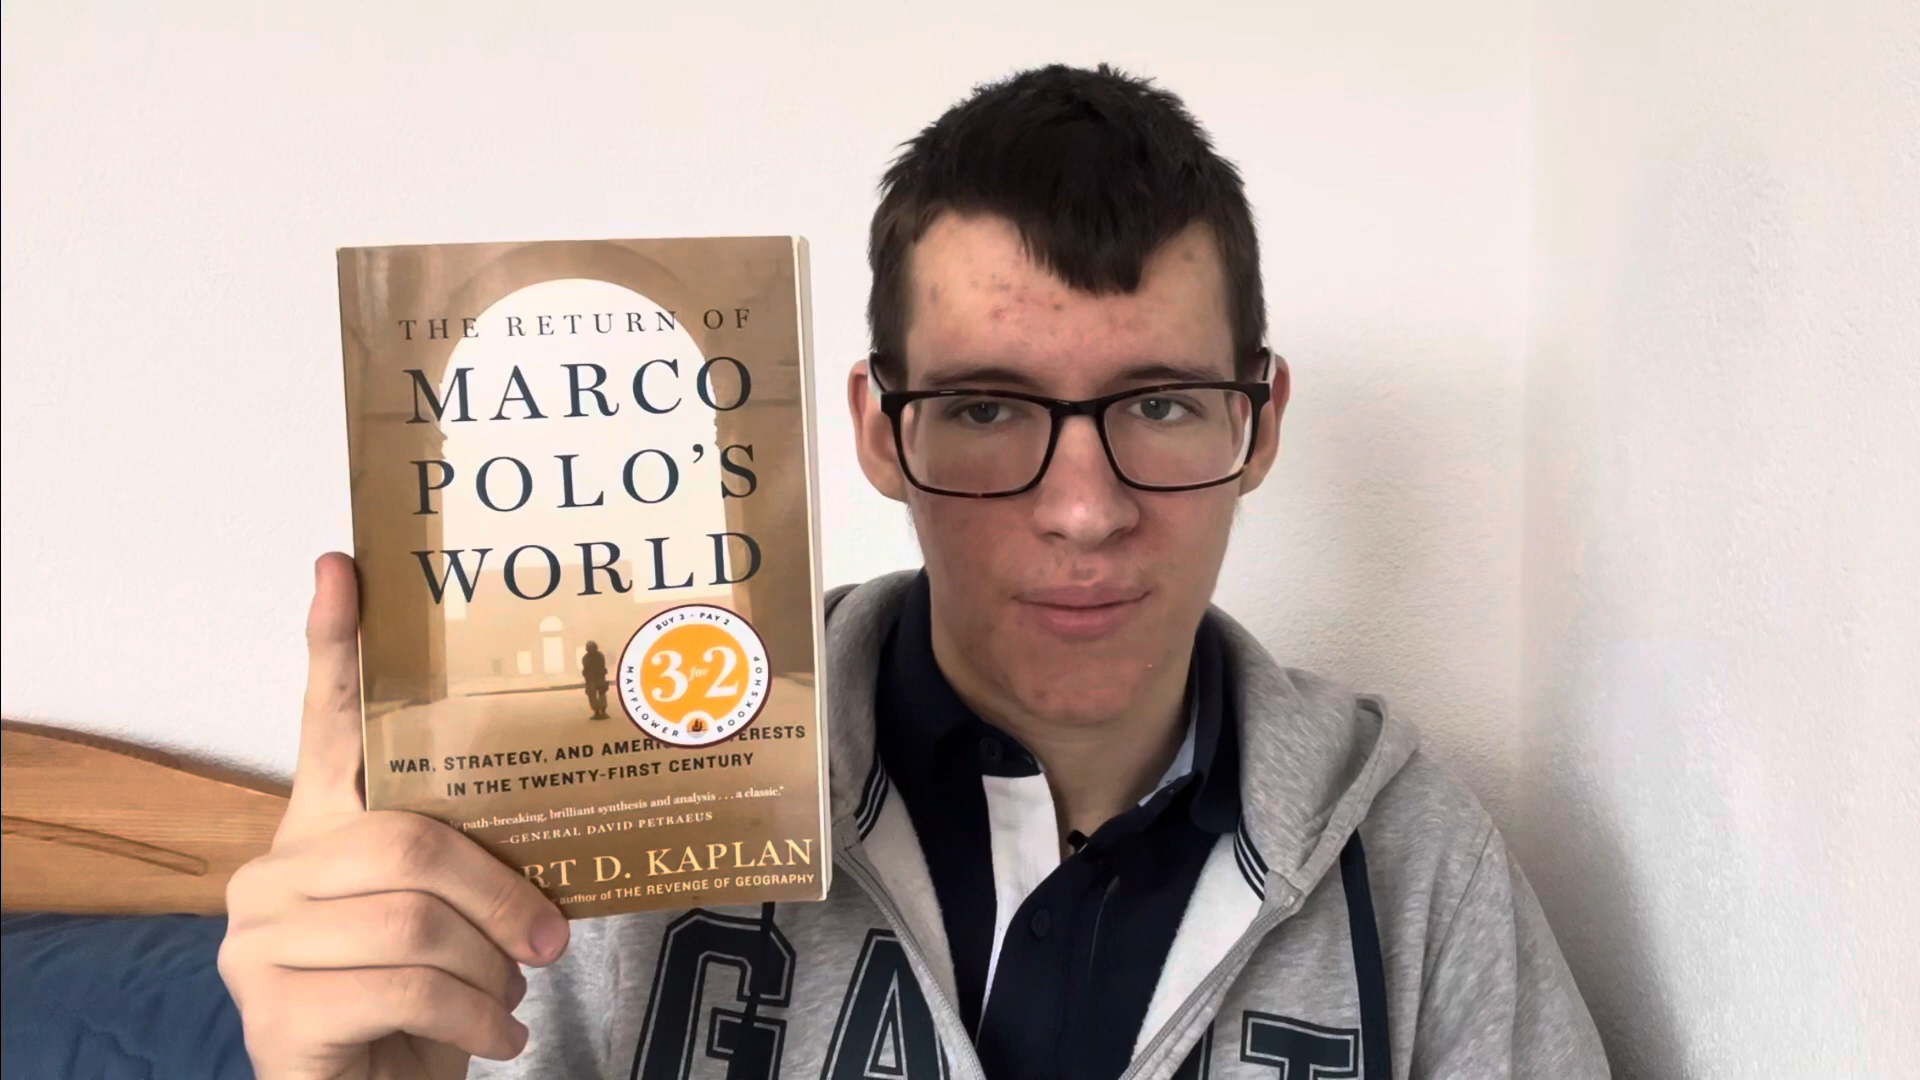 THE RETURN OF
MARCO
POLO'S
WORLD
BUY 3 - PAY 2
3 for 2
MAYFLOWER BOOKSHOP
WAR, STRATEGY, AND AMERI ERESTS
IN THE TWENTY-FIRST CENTURY
path-breaking, brilliant synthesis and analysis . . . a classic."
—GENERAL DAVID PETRAEUS
RT D. KAPLAN
author of THE REVENGE OF GEOGRAPHY
GA T